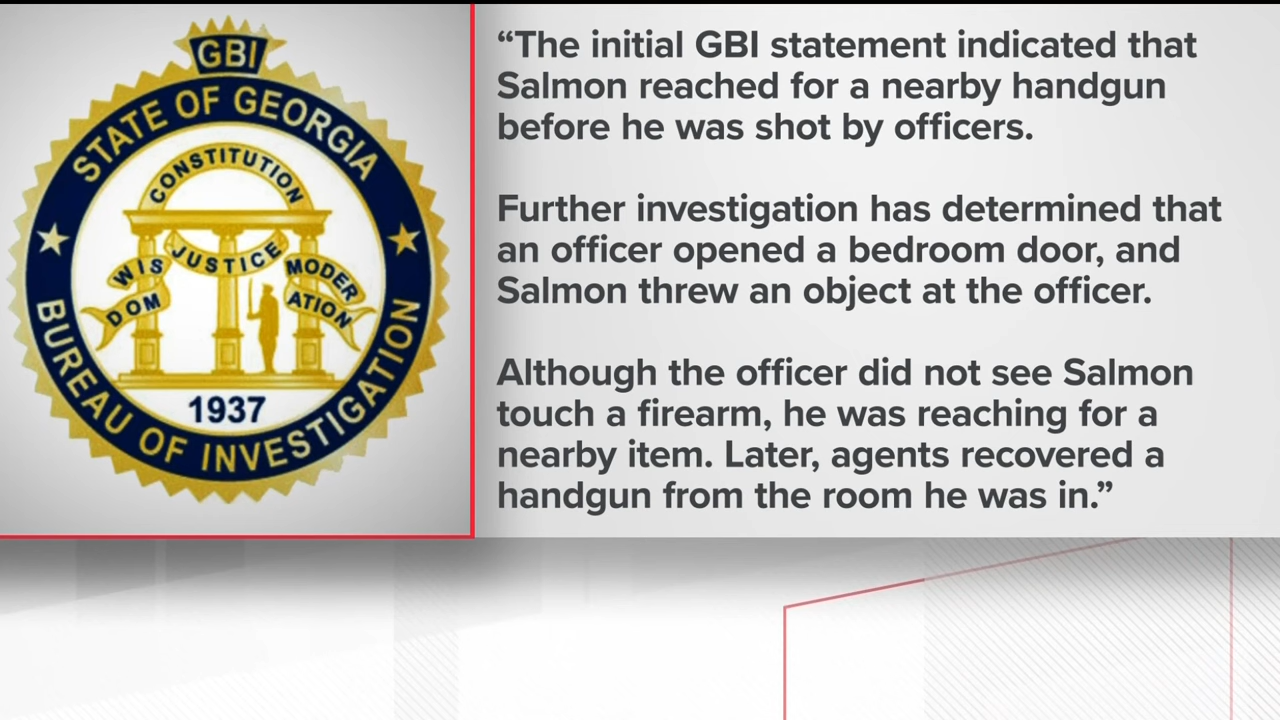 GBI
STATE OF GEORGIA
CONSTITUTION
WIS
DOM
JUSTICE
MODER
ATION
1937
BUREAU OF INVESTIGATION
“The initial GBI statement indicated that
Salmon reached for a nearby handgun
before he was shot by officers.
Further investigation has determined that
an officer opened a bedroom door, and
Salmon threw an object at the officer.
Although the officer did not see Salmon
touch a firearm, he was reaching for a
nearby item. Later, agents recovered a
handgun from the room he was in.”